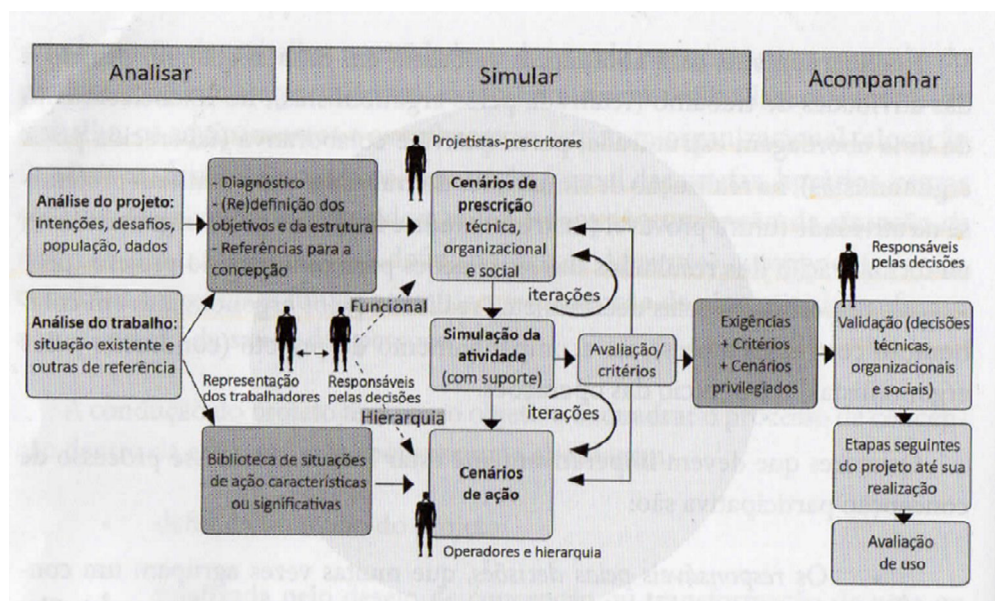 Analisar
Simular
Acompanhar
Projetistas-prescritores
Análise do projeto:
intenções, desafios,
população, dados
- Diagnóstico
- (Re)definição dos
objetivos e da estrutura
- Referências para a
concepção
Cenários de
prescrição
técnica,
organizacional
e social
Responsáveis
pelas decisões
Análise do trabalho:
situação existente e
outras de referência
Funcional
iterações
Simulação da
atividade
(com suporte)
Avaliação/
critérios
Exigências
+ Critérios
+ Cenários
privilegiados
Validação (decisões
técnicas,
organizacionais
e sociais)
Representação
dos trabalhadores
Responsáveis
pelas decisões
Hierarquia
iterações
Biblioteca de situações
de ação características
ou significativas
Cenários
de ação
Etapas seguintes
do projeto até sua
realização
Operadores e hierarquia
Avaliação
de uso